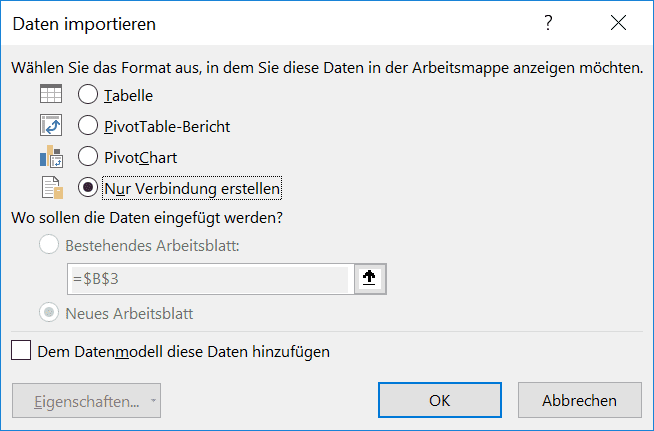 Daten importieren
?
Wählen Sie das Format aus, in dem Sie diese Daten in der Arbeitsmappe anzeigen möchten.
Tabelle
PivotTable-Bericht
PivotChart
Nur Verbindung erstellen
Wo sollen die Daten eingefügt werden?
Bestehendes Arbeitsblatt:
=$B$3
Neues Arbeitsblatt
Dem Datenmodell diese Daten hinzufügen
Eigenschaften... OK Abbrechen